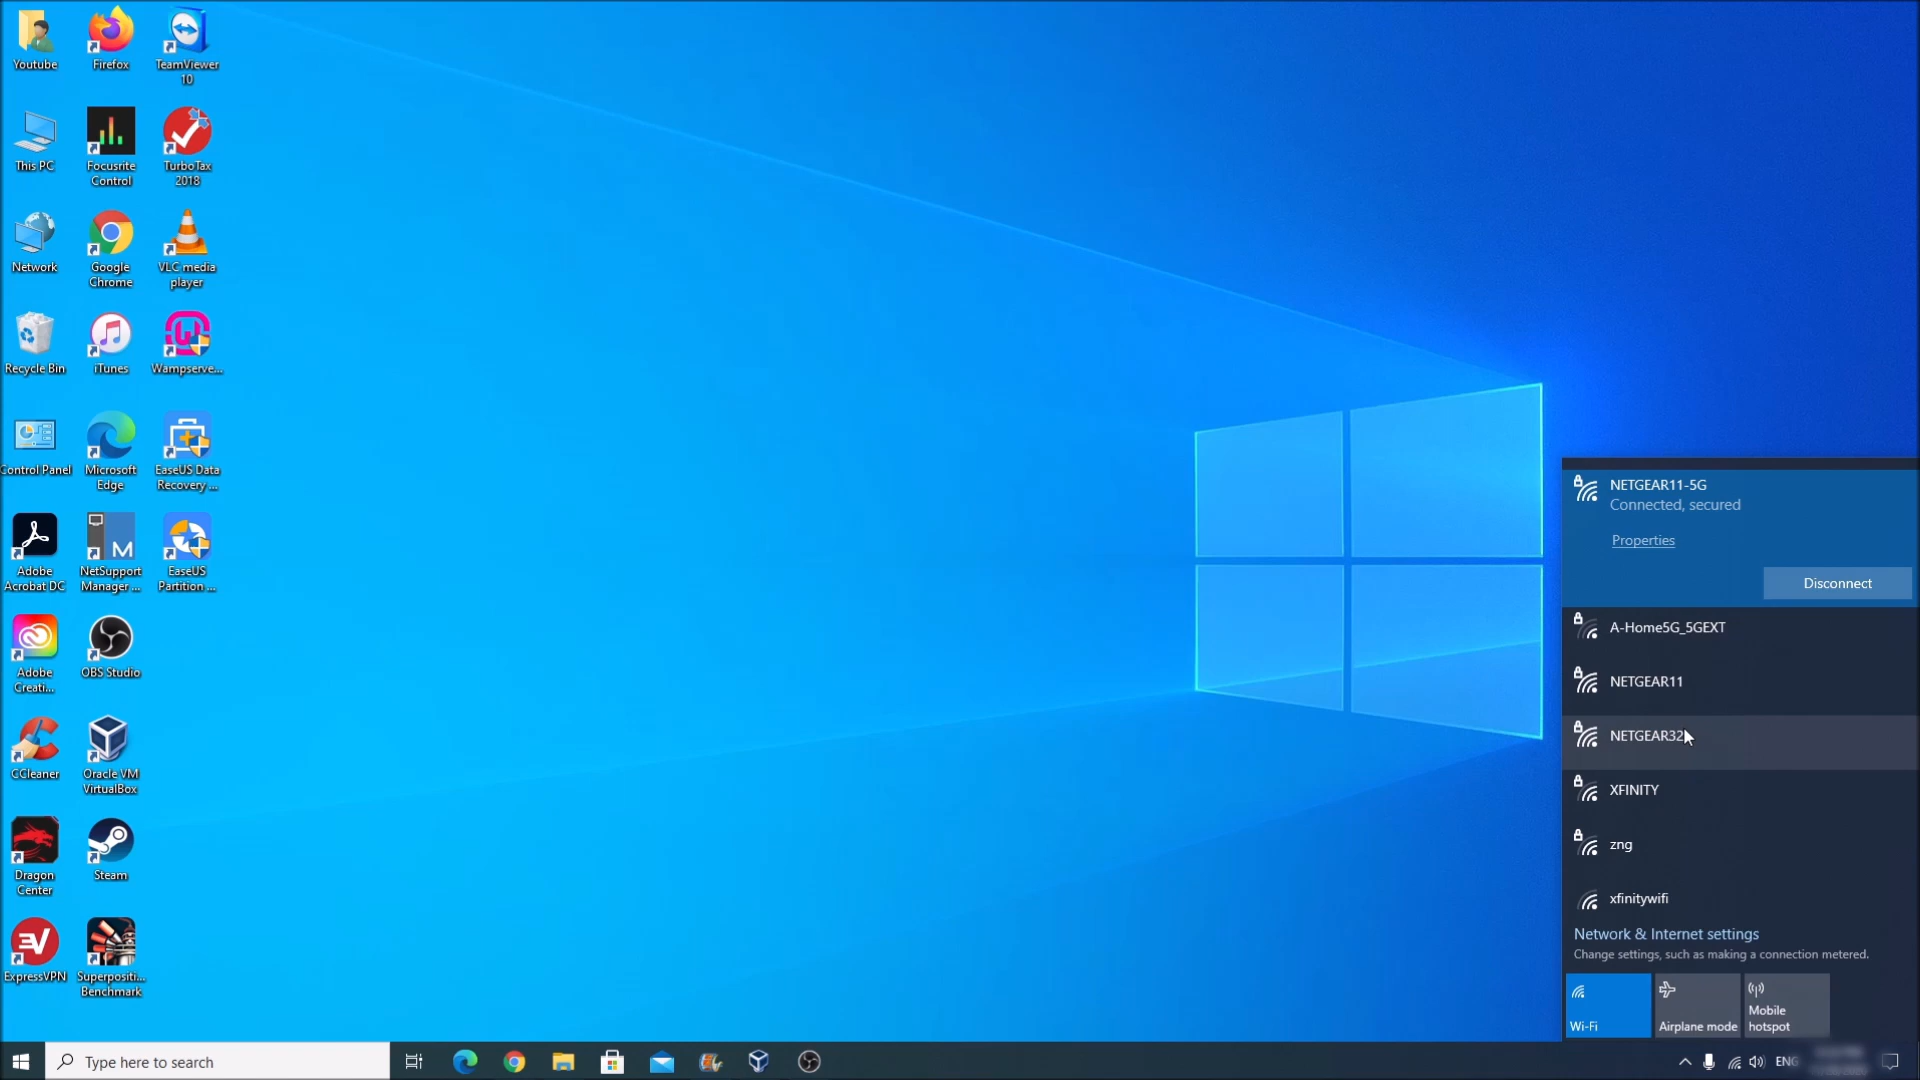 Youtube
Firefox
TeamViewer
10
This PC
Focusrite
Control
TurboTax
2018
Network
Google
Chrome
VLC media
player
Recycle Bin
iTunes
Wampserve...
Control Panel
Microsoft
Edge
EaseUS Data
Recovery ...
Adobe
Acrobat DC
NetSupport
Manager ...
EaseUS
Partition ...
Adobe
Creati...
OBS Studio
CCleaner
Oracle VM
VirtualBox
Dragon
Center
Steam
ExpressVPN
Superpositi...
Benchmark
NETGEAR11-5G
Connected, secured
Properties
Disconnect
A-Home5G_5GEXT
NETGEAR11
NETGEAR32
XFINITY
zng
xfinitywifi
Network & Internet settings
Change settings, such as making a connection metered.
Wi-Fi
Airplane mode
Mobile
hotspot
Type here to search
ENG